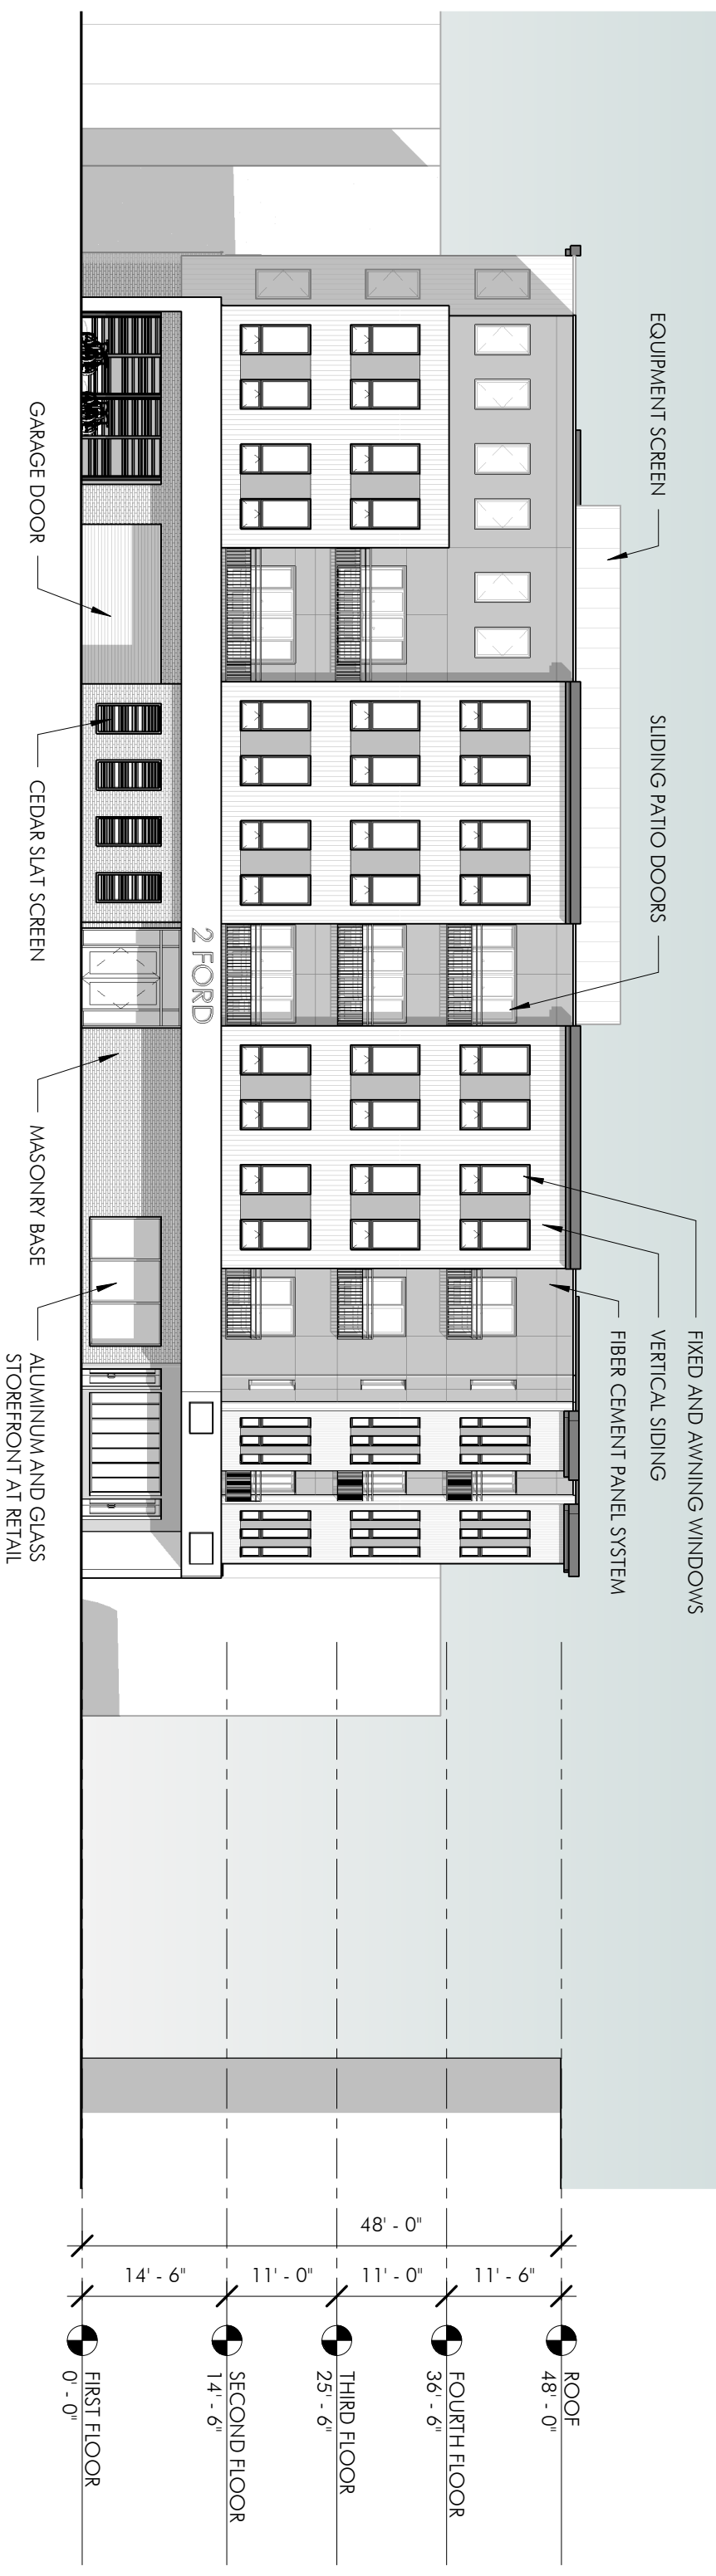 EQUIPMENT SCREEN
SLIDING PATIO DOORS
FIXED AND AWNING WINDOWS
VERTICAL SIDING
FIBER CEMENT PANEL SYSTEM
2 FORD
GARAGE DOOR
CEDAR SLAT SCREEN
MASONRY BASE
ALUMINUM AND GLASS
STOREFRONT AT RETAIL
48' - 0"
11' - 6"
11' - 0"
11' - 0"
14' - 6"
ROOF
48' - 0"
FOURTH FLOOR
36' - 6"
THIRD FLOOR
25' - 6"
SECOND FLOOR
14' - 6"
FIRST FLOOR
0' - 0"